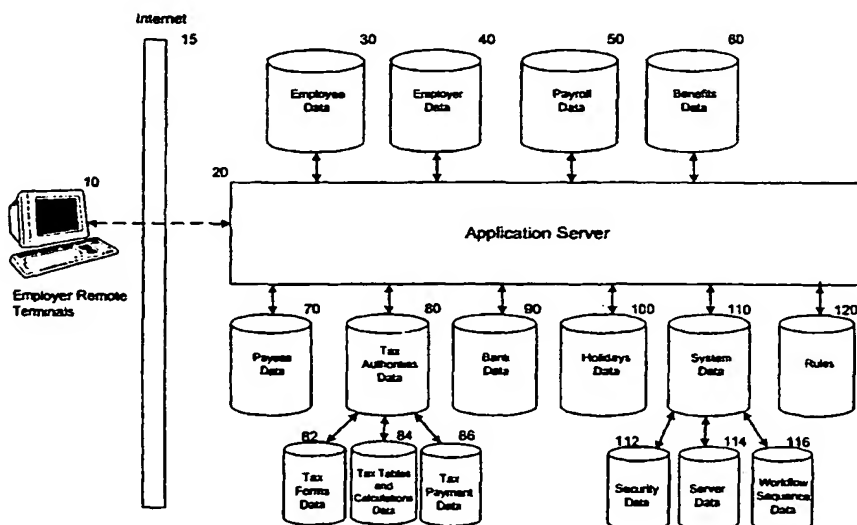 Internet
15
30
40
50
60
Employee
Data
Employer
Data
Payroll
Data
Benefits
Data
10
20
Application Server
Employer Remote
Terminals
70
80
90
100
110
120
Payees
Data
Tax
Authorities
Data
Bank
Data
Holidays
Data
System
Data
Rules
82
84
86
112
114
116
Tax
Forms
Data
Tax Tables
and
Calculations
Data
Tax
Payment
Data
Security
Data
Server
Data
Workflow
Sequence
Data